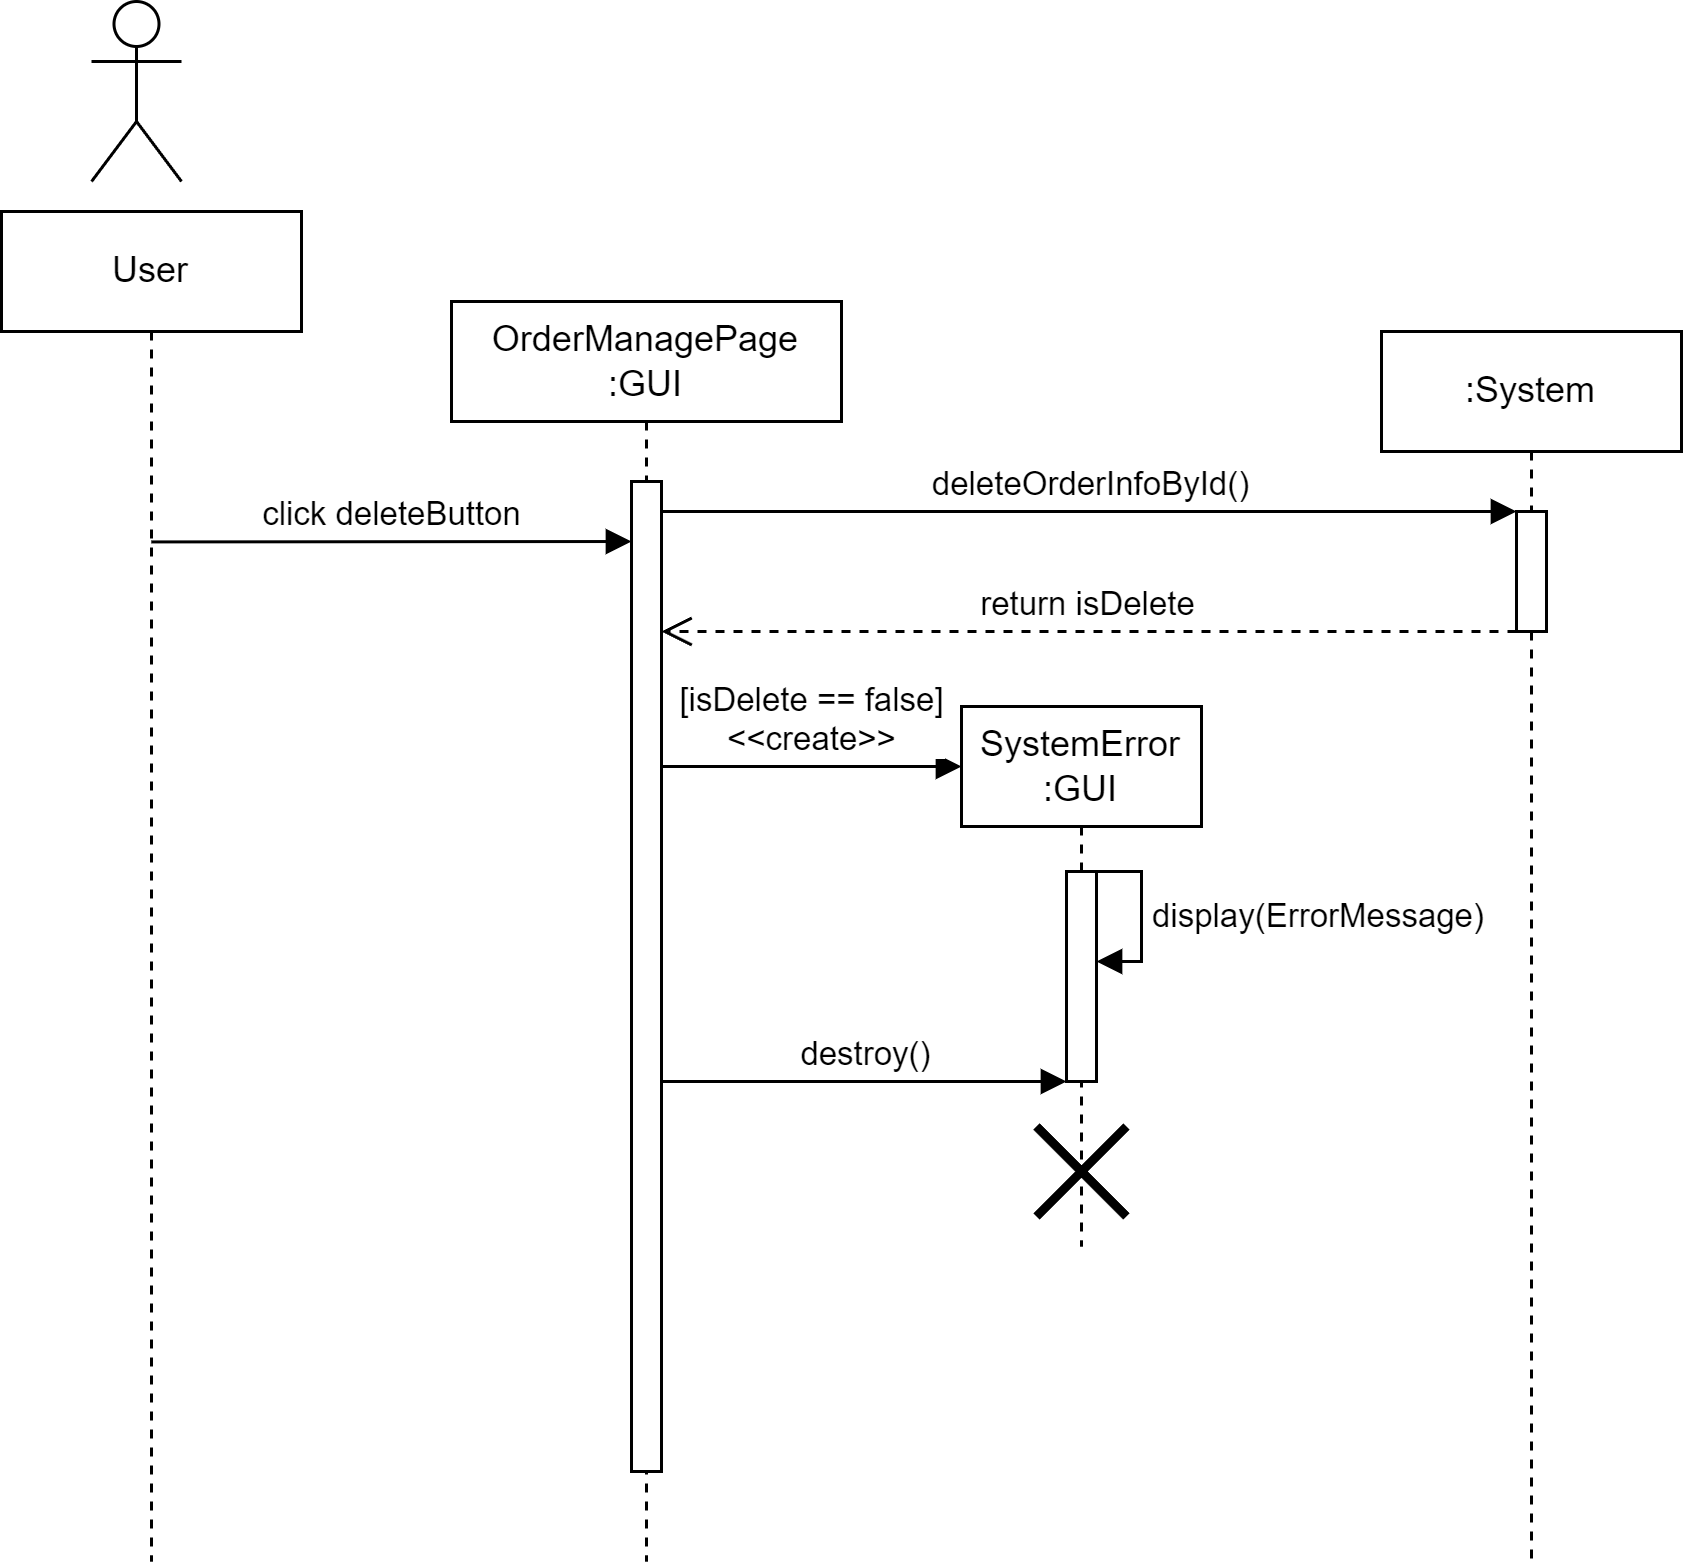 User
OrderManagePage
:GUI
:System
deleteOrderInfoById()
click deleteButton
return isDelete
[isDelete == false]
<<create>>
SystemError
:GUI
display(ErrorMessage)
destroy()